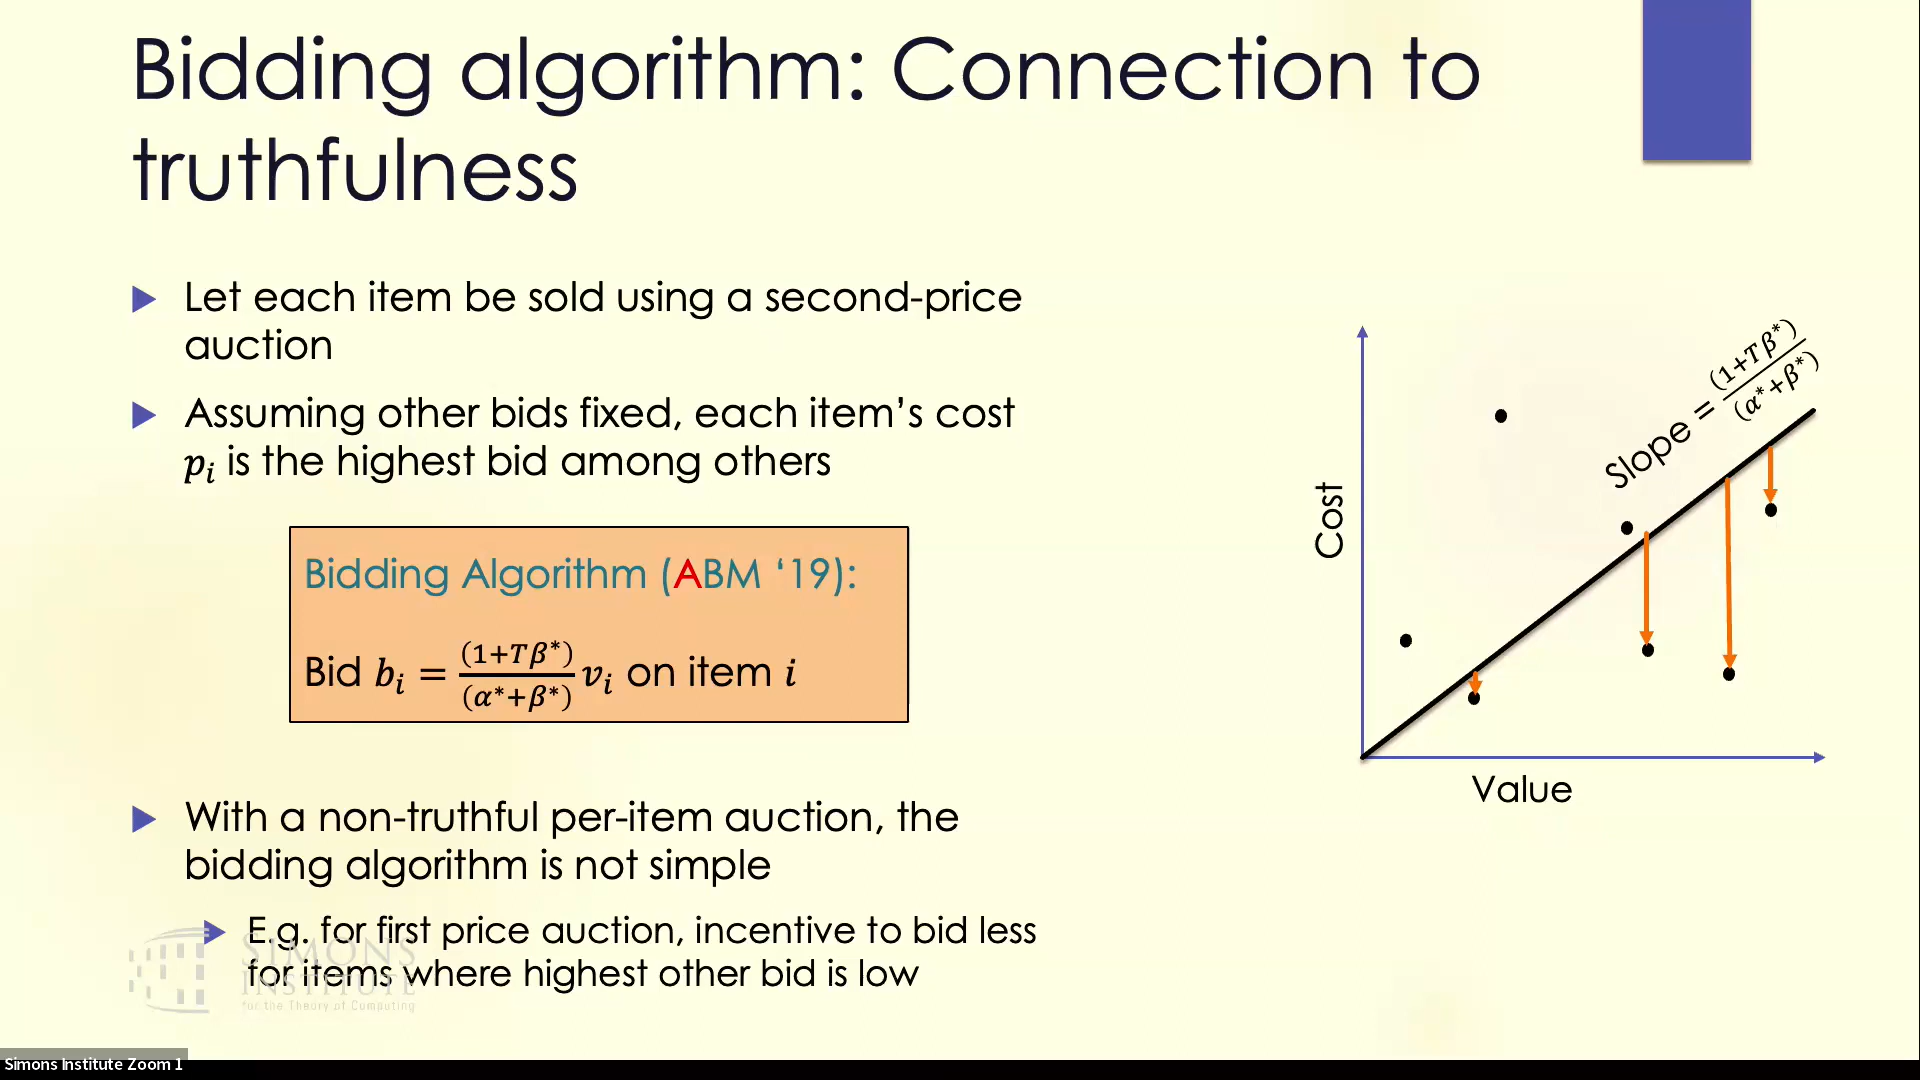 Bidding algorithm: Connection to
truthfulness
Let each item be sold using a second-price
auction
Assuming other bids fixed, each item’s cost
pᵢ is the highest bid among others
Bidding Algorithm (ABM ‘19):
Bid bᵢ = (1+Tβ*)/(α*+β*) vᵢ on item i
With a non-truthful per-item auction, the
bidding algorithm is not simple
E.g. for first price auction, incentive to bid less
for items where highest other bid is low
Cost
Slope = (1+Tβ*)/(α*+β*)
Value
SIMONS
INSTITUTE
for the Theory of Computing
Simons Institute Zoom 1